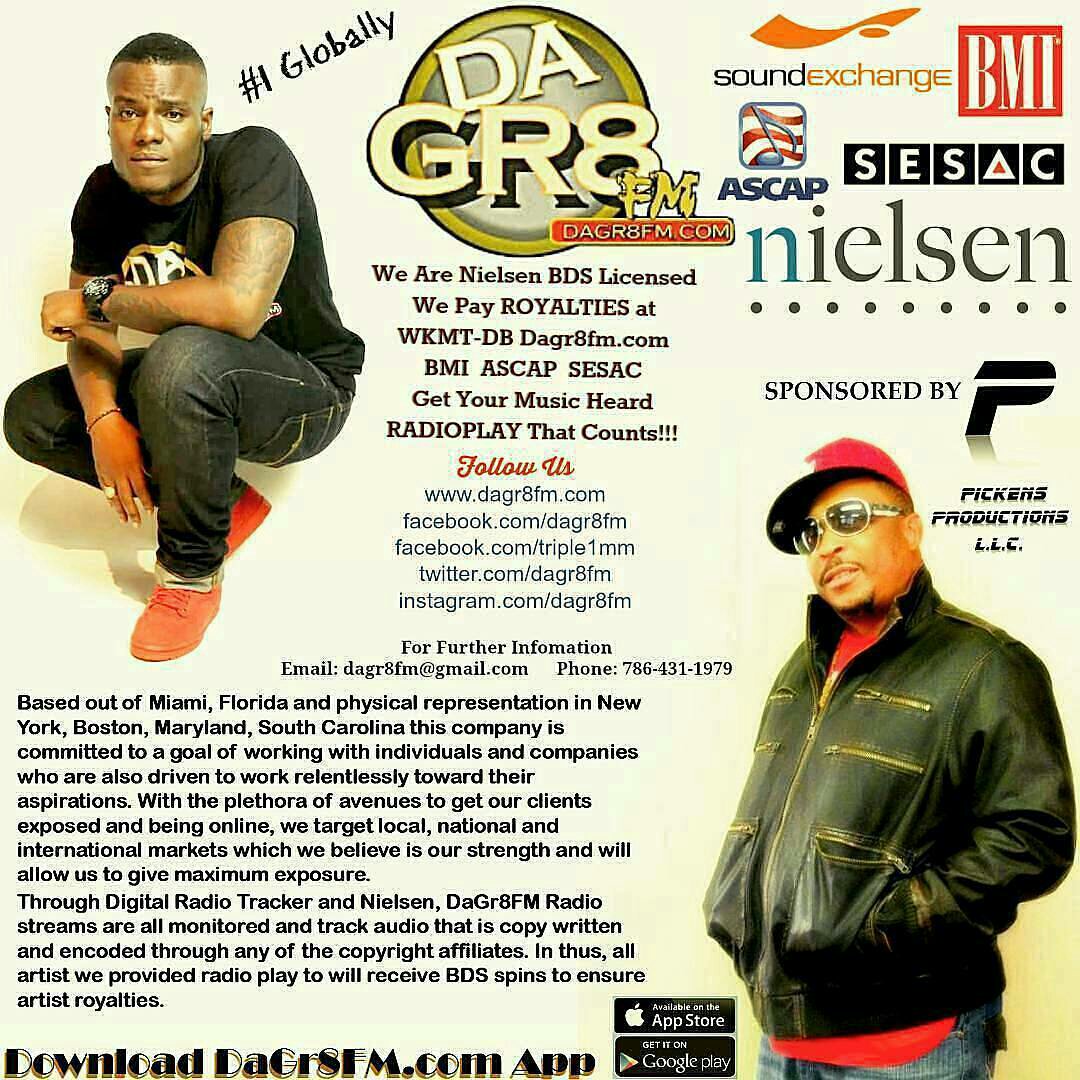 #1 Globally
DA
GR8
FM
DAGR8FM.COM
soundexchange
BMI
ASCAP
SESAC
nielsen
We Are Nielsen BDS Licensed
We Pay ROYALTIES at
WKMT-DB Dagr8fm.com
BMI ASCAP SESAC
Get Your Music Heard
RADIOPLAY That Counts!!!
Follow Us
www.dagr8fm.com
facebook.com/dagr8fm
facebook.com/triple1mm
twitter.com/dagr8fm
instagram.com/dagr8fm
SPONSORED BY
P
PICKENS
PRODUCTIONS
L.L.C.
DA
For Further Infomation
Email: dagr8fm@gmail.com Phone: 786-431-1979
Based out of Miami, Florida and physical representation in New
York, Boston, Maryland, South Carolina this company is
committed to a goal of working with individuals and companies
who are also driven to work relentlessly toward their
aspirations. With the plethora of avenues to get our clients
exposed and being online, we target local, national and
international markets which we believe is our strength and will
allow us to give maximum exposure.
Through Digital Radio Tracker and Nielsen, DaGr8FM Radio
streams are all monitored and track audio that is copy written
and encoded through any of the copyright affiliates. In thus, all
artist we provided radio play to will receive BDS spins to ensure
artist royalties.
Available on the
App Store
GET IT ON
Google play
Download DaGr8FM.com App